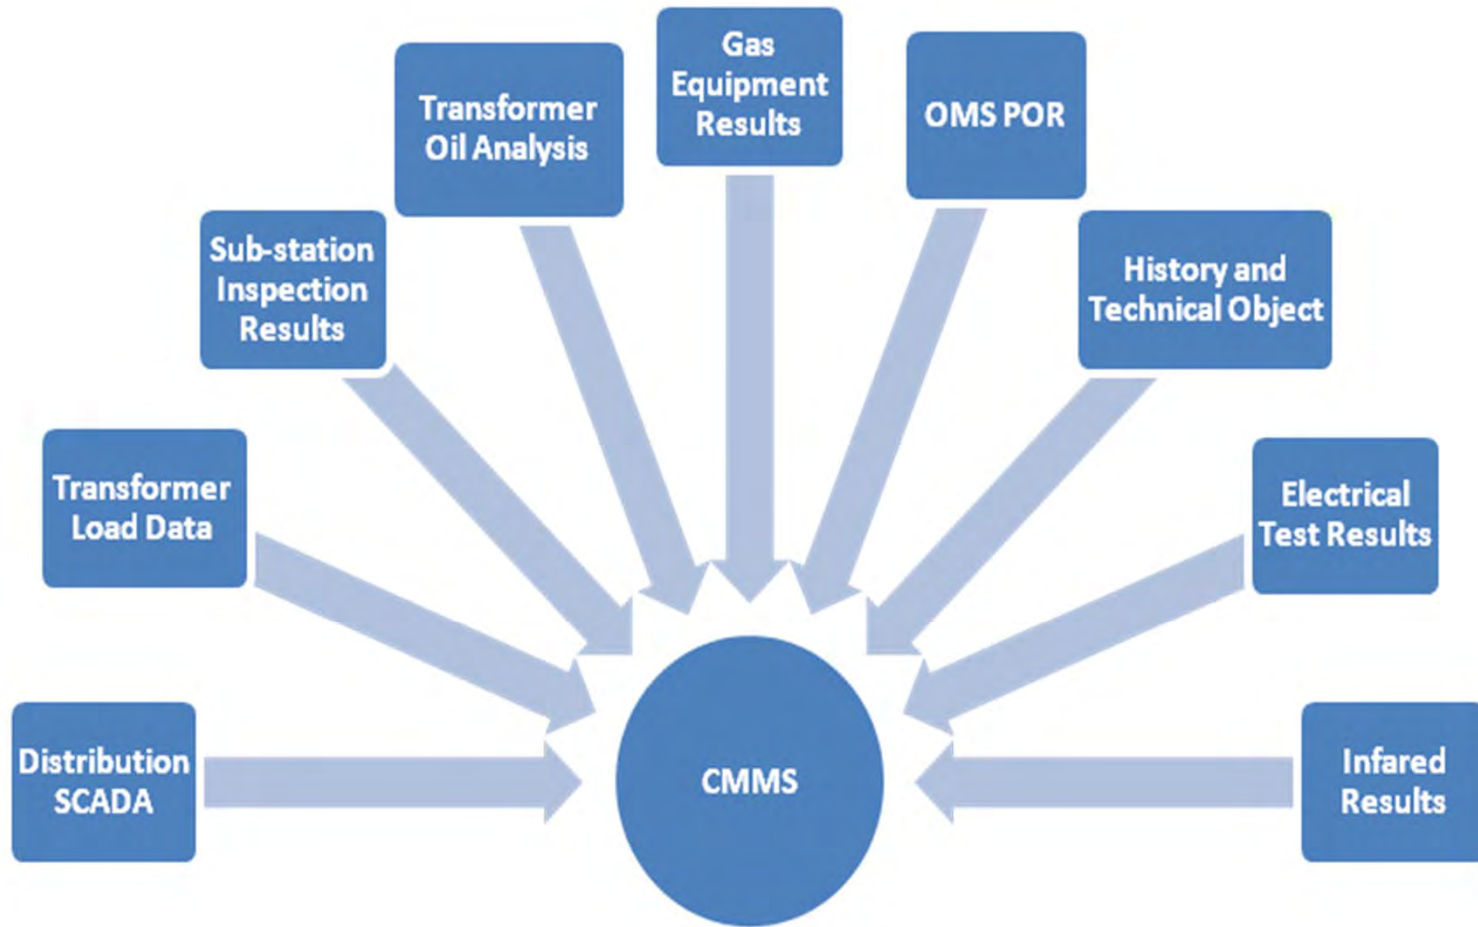 Gas
Equipment
Results
Transformer
Oil Analysis
OMS POR
Sub-station
Inspection
Results
History and
Technical Object
Transformer
Load Data
Electrical
Test Results
Distribution
SCADA
CMMS
Infared
Results